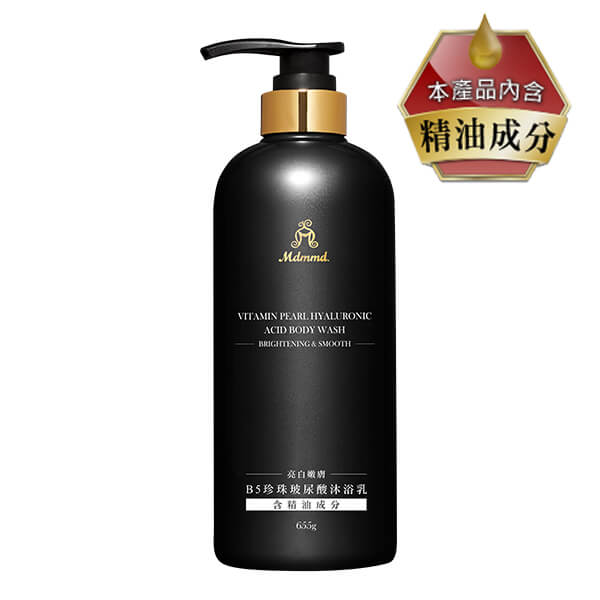 本產品內含
精油成分
Mdmmd.
VITAMIN PEARL HYALURONIC
ACID BODY WASH
BRIGHTENING & SMOOTH
亮白嫩膚
B5珍珠玻尿酸沐浴乳
含精油成分
655g